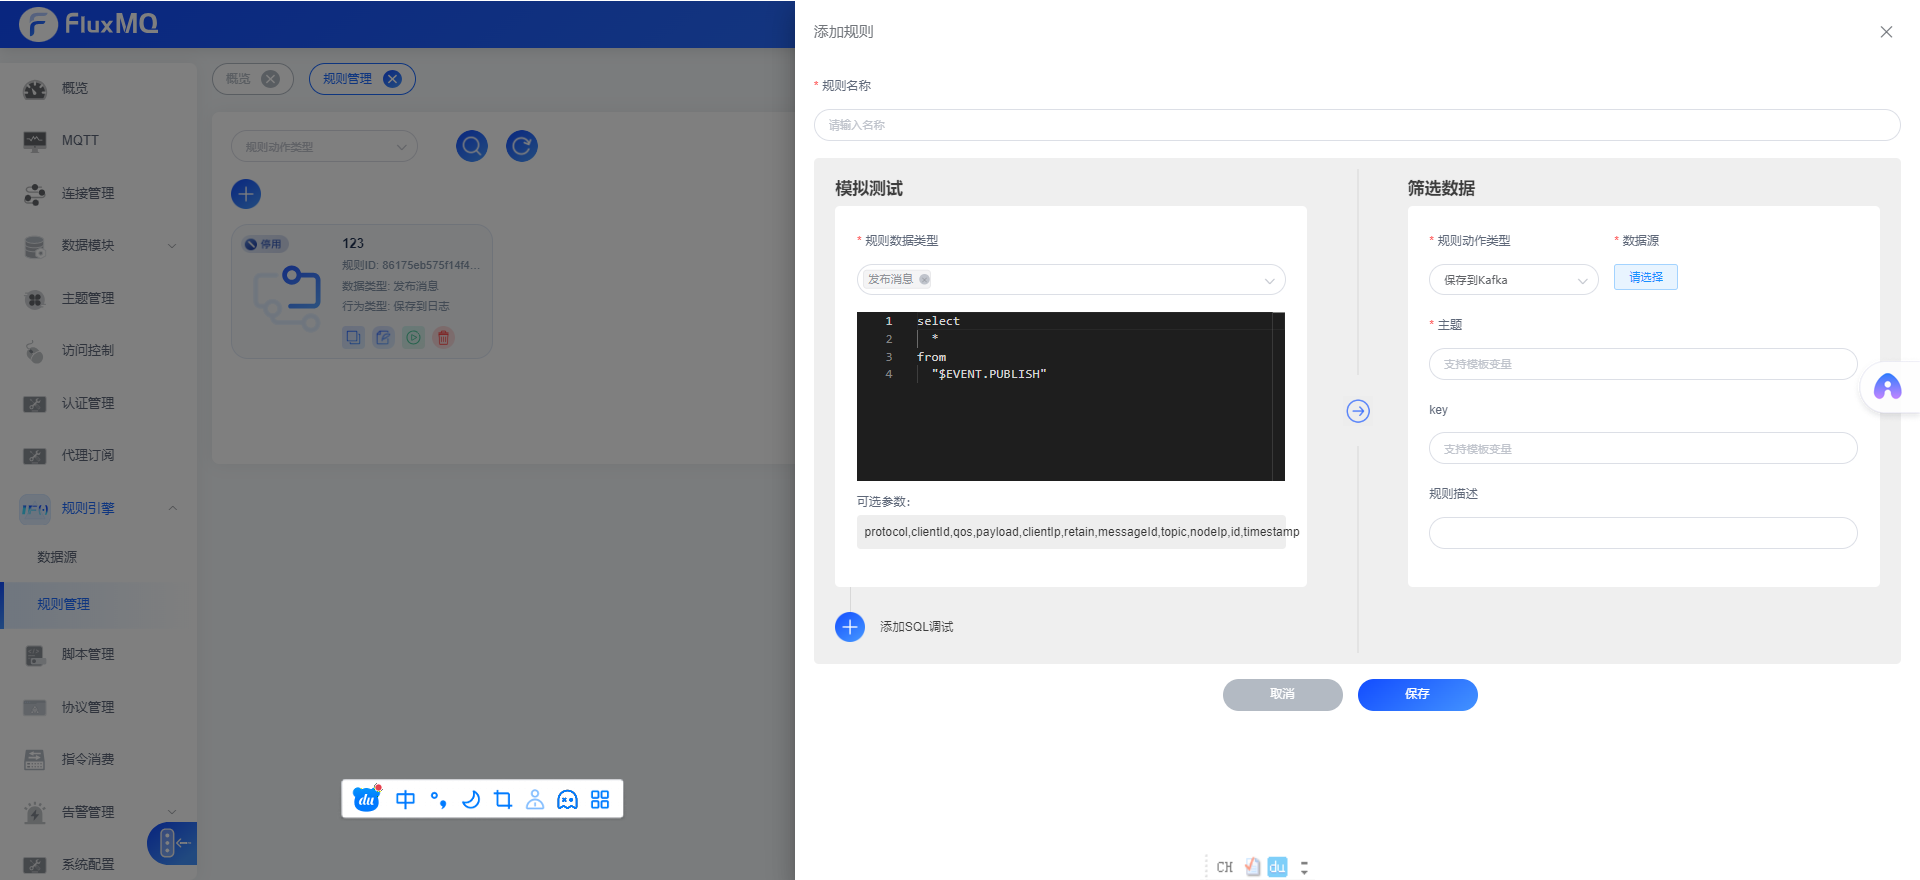 FluxMQ
概览
MQTT
连接管理
数据模块
主题管理
访问控制
认证管理
代理订阅
规则引擎
数据源
规则管理
脚本管理
协议管理
指令消费
告警管理
系统配置
概览
规则管理
规则动作类型
停用
123
规则ID: 86175eb575f14f4...
数据类型: 发布消息
行为类型: 保存到日志
du 中
添加规则
* 规则名称
请输入名称
模拟测试
* 规则数据类型
发布消息
1 select
2 *
3 from
4 "$EVENT.PUBLISH"
可选参数:
protocol,clientId,qos,payload,clientIp,retain,messageId,topic,nodeIp,id,timestamp
添加SQL调试
筛选数据
* 规则动作类型
* 数据源
保存到Kafka
请选择
* 主题
支持模板变量
key
支持模板变量
规则描述
取消
保存
CH du